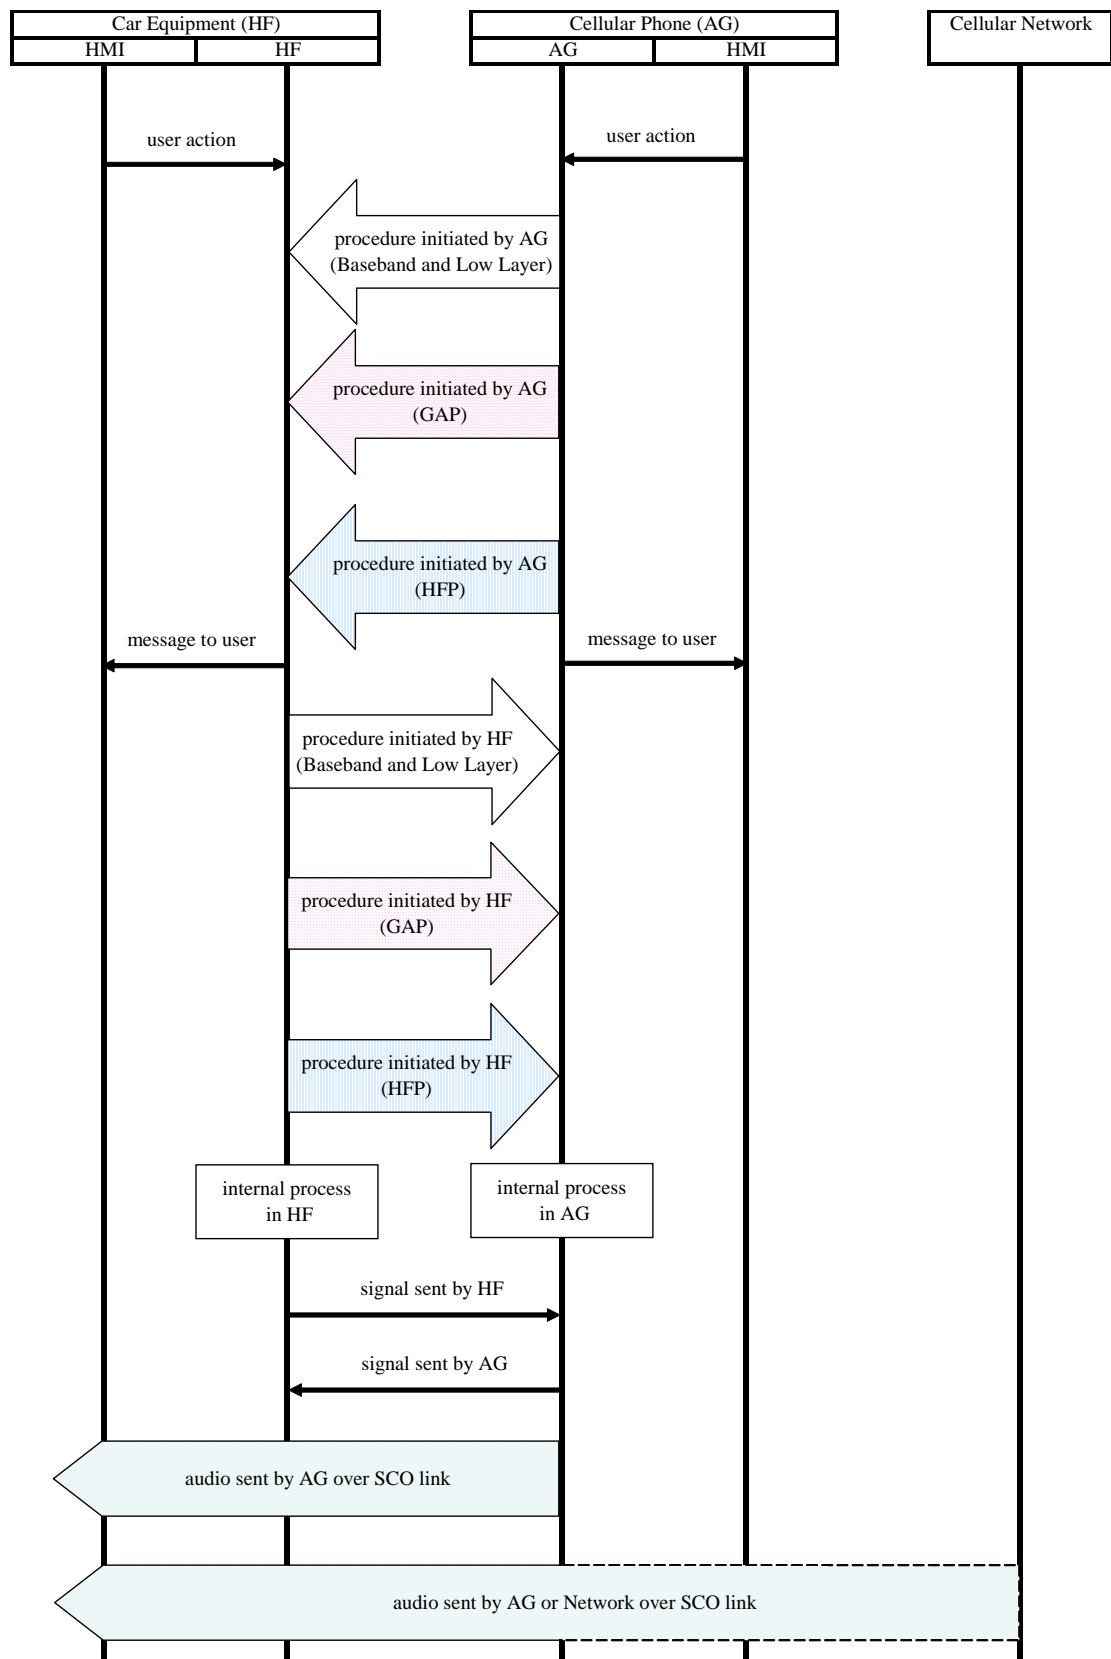 Car Equipment (HF)
Cellular Phone (AG)
Cellular Network
HMI
HF
AG
HMI
user action
user action
procedure initiated by AG
(Baseband and Low Layer)
procedure initiated by AG
(GAP)
procedure initiated by AG
(HFP)
message to user
message to user
procedure initiated by HF
(Baseband and Low Layer)
procedure initiated by HF
(GAP)
procedure initiated by HF
(HFP)
internal process
in HF
internal process
in AG
signal sent by HF
signal sent by AG
audio sent by AG over SCO link
audio sent by AG or Network over SCO link